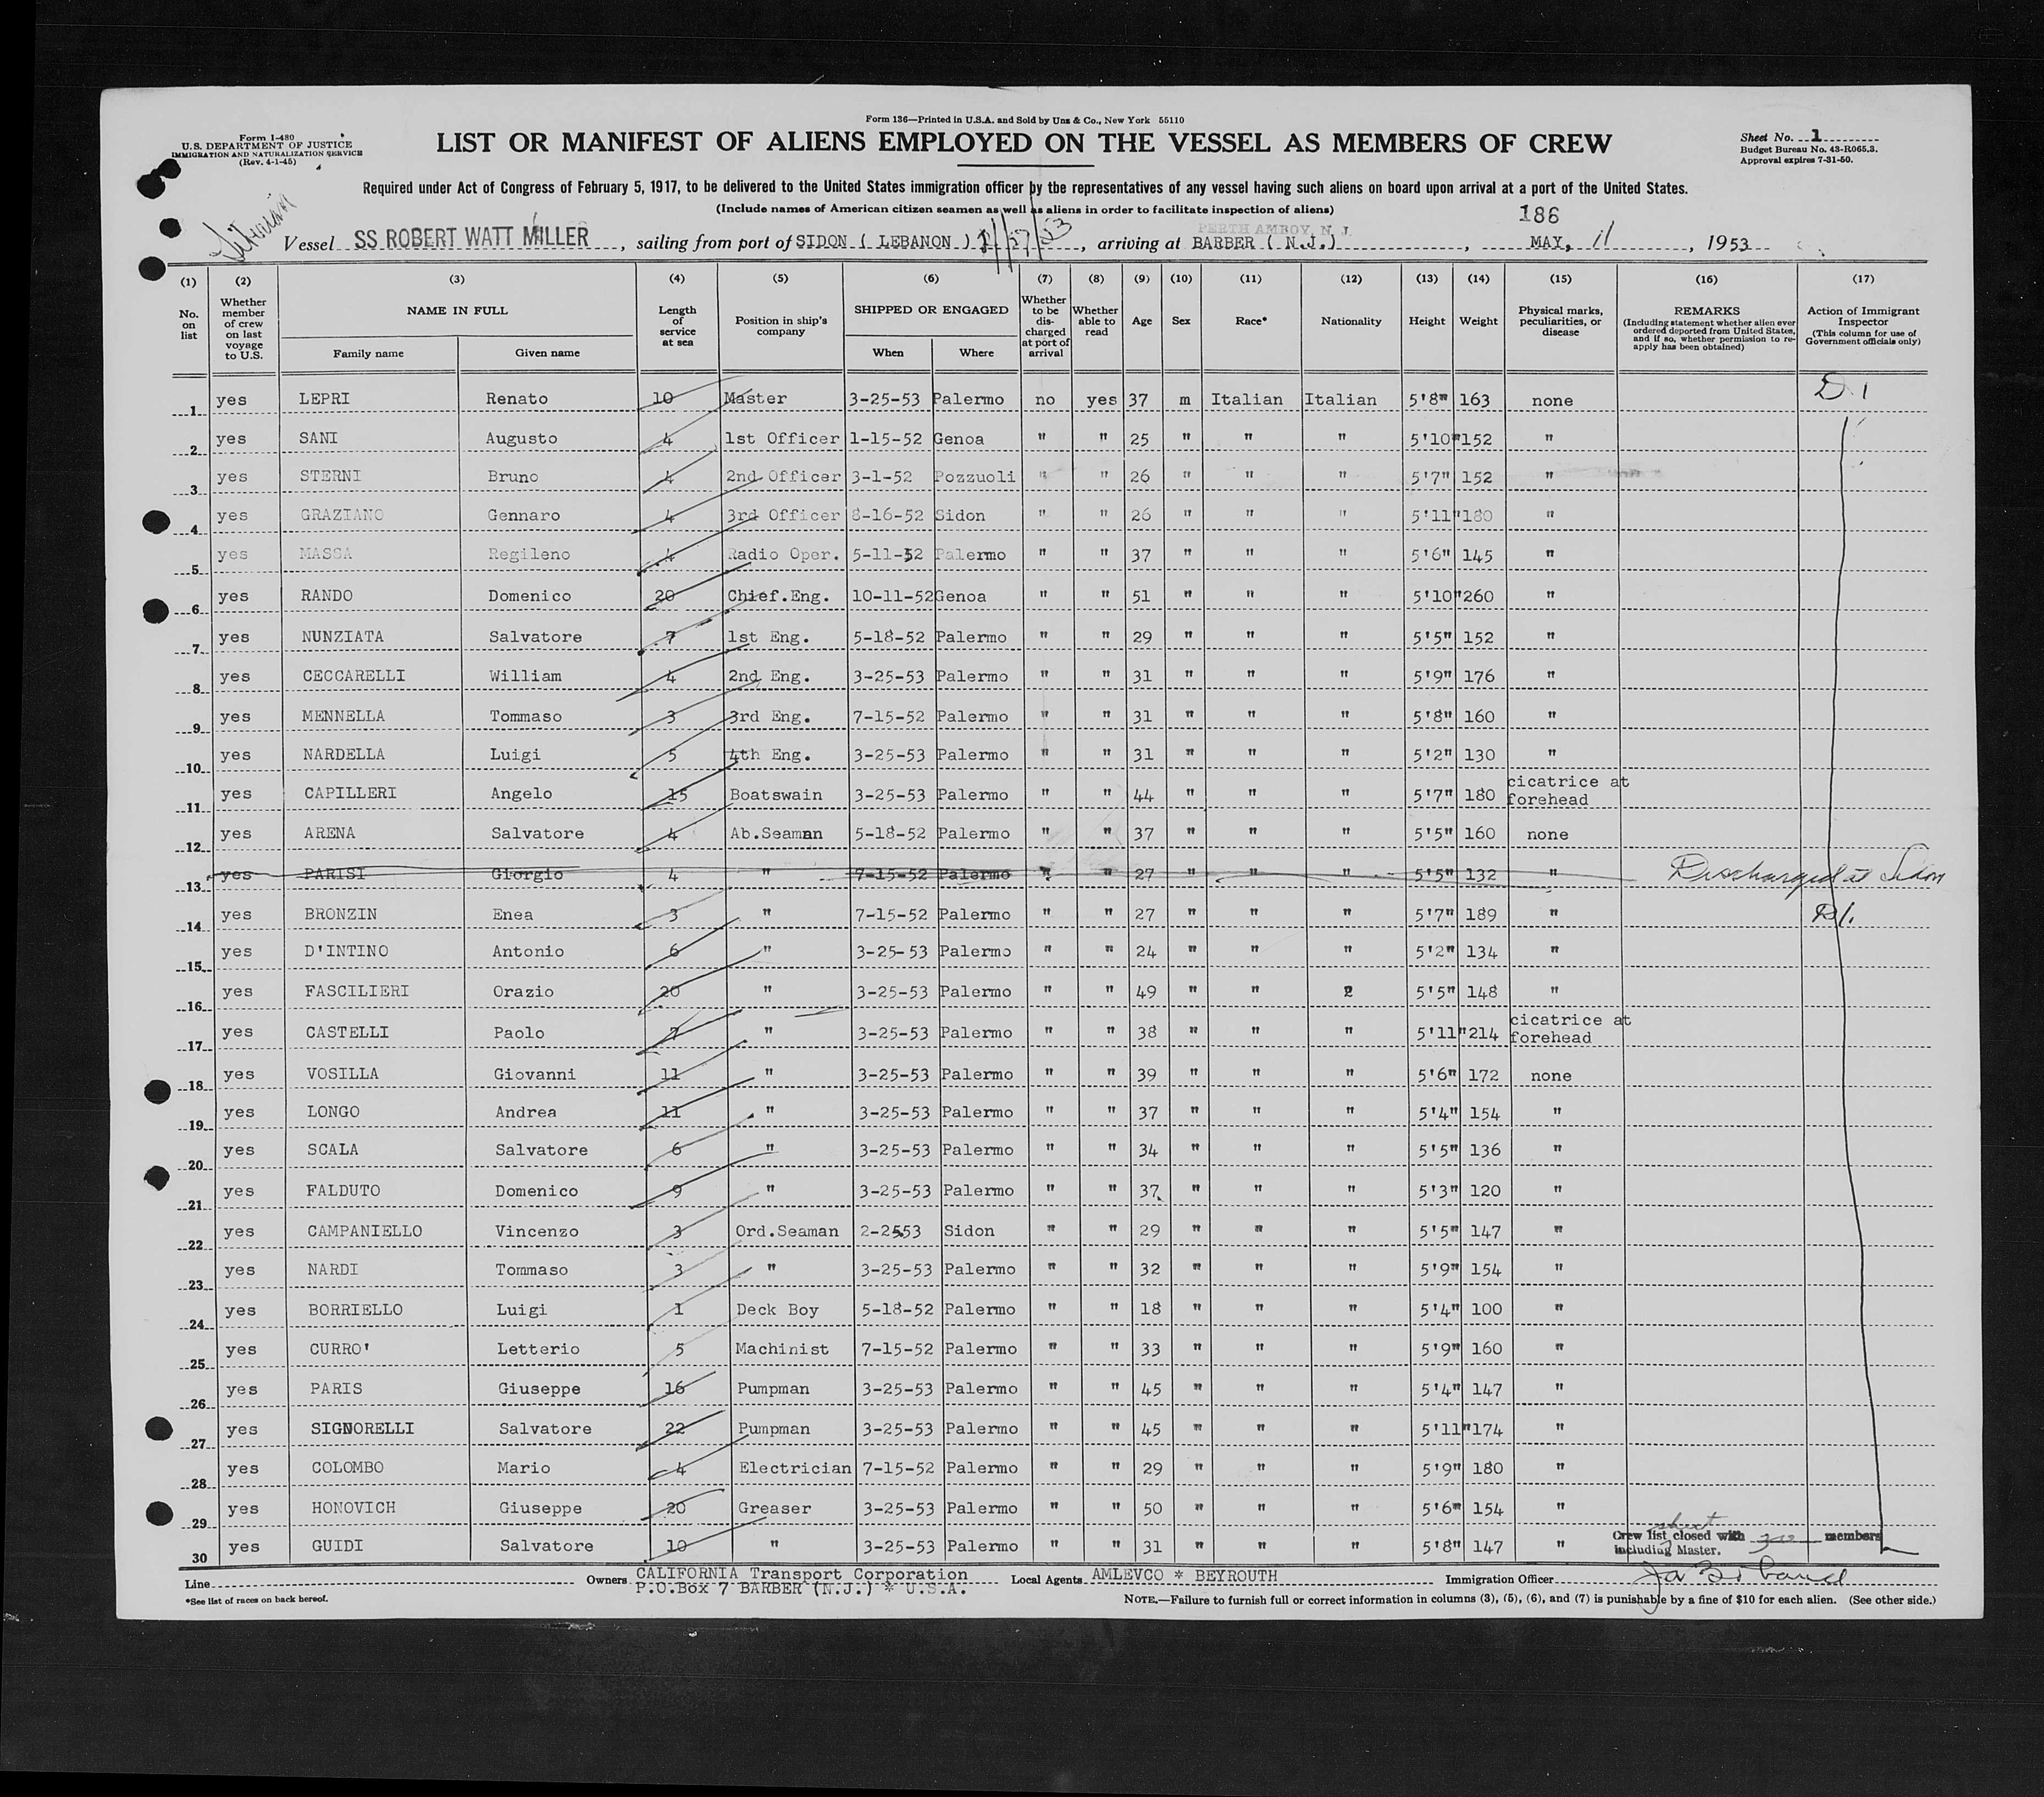 Form 136—Printed in U.S.A. and Sold by Unz & Co., New York 55110
Form I-480
U.S. DEPARTMENT OF JUSTICE
IMMIGRATION AND NATURALIZATION SERVICE
(Rev. 4-1-45)
LIST OR MANIFEST OF ALIENS EMPLOYED ON THE VESSEL AS MEMBERS OF CREW
Sheet No. 1
Budget Bureau No. 43-R065.3.
Approval expires 7-31-50.
Required under Act of Congress of February 5, 1917, to be delivered to the United States immigration officer by the representatives of any vessel having such aliens on board upon arrival at a port of the United States.
(Include names of American citizen seamen as well as aliens in order to facilitate inspection of aliens)
186
PERTH AMBOY, N. J.
Vessel SS ROBERT WATT MILLER, sailing from port of SIDON ( LEBANON ) 4/27/53, arriving at BARBER ( N.J.), MAY, 11, 1953
(1) (2) (3) (4) (5) (6) (7) (8) (9) (10) (11) (12) (13) (14) (15) (16) (17)
No. on list
Whether member of crew on last voyage to U.S.
NAME IN FULL
Family name Given name
Length of service at sea
Position in ship's company
SHIPPED OR ENGAGED
When Where
Whether to be discharged at port of arrival
Whether able to read
Age
Sex
Race*
Nationality
Height
Weight
Physical marks, peculiarities, or disease
REMARKS
(Including statement whether alien ever ordered deported from United States, and if so, whether permission to re-apply has been obtained)
Action of Immigrant Inspector
(This column for use of Government officials only)
1 yes LEPRI Renato 10 Master 3-25-53 Palermo no yes 37 m Italian Italian 5'8" 163 none D 1
2 yes SANI Augusto 4 1st Officer 1-15-52 Genoa " " 25 " " " 5'10" 152 "
3 yes STERNI Bruno 4 2nd Officer 3-1-52 Pozzuoli " " 26 " " " 5'7" 152 "
4 yes GRAZIANO Gennaro 4 3rd Officer 8-16-52 Sidon " " 26 " " " 5'11" 180 "
5 yes MASSA Regileno 4 Radio Oper. 5-11-52 Palermo " " 37 " " " 5'6" 145 "
6 yes RANDO Domenico 20 Chief.Eng. 10-11-52 Genoa " " 51 " " " 5'10" 260 "
7 yes NUNZIATA Salvatore 7 1st Eng. 5-18-52 Palermo " " 29 " " " 5'5" 152 "
8 yes CECCARELLI William 4 2nd Eng. 3-25-53 Palermo " " 31 " " " 5'9" 176 "
9 yes MENNELLA Tommaso 3 3rd Eng. 7-15-52 Palermo " " 31 " " " 5'8" 160 "
10 yes NARDELLA Luigi 5 4th Eng. 3-25-53 Palermo " " 31 " " " 5'2" 130 "
11 yes CAPILLERI Angelo 15 Boatswain 3-25-53 Palermo " " 44 " " " 5'7" 180 cicatrice at forehead
12 yes ARENA Salvatore 4 Ab.Seaman 5-18-52 Palermo " " 37 " " " 5'5" 160 none
13 yes PARISI Giorgio 4 " 7-15-52 Palermo " " 27 " " " 5'5" 132 " Discharged at Sidon
14 yes BRONZIN Enea 3 " 7-15-52 Palermo " " 27 " " " 5'7" 189 " D1.
15 yes D'INTINO Antonio 6 " 3-25-53 Palermo " " 24 " " " 5'2" 134 "
16 yes FASCILIERI Orazio 20 " 3-25-53 Palermo " " 49 " " 2 5'5" 148 "
17 yes CASTELLI Paolo 7 " 3-25-53 Palermo " " 38 " " " 5'11" 214 cicatrice at forehead
18 yes VOSILLA Giovanni 11 " 3-25-53 Palermo " " 39 " " " 5'6" 172 none
19 yes LONGO Andrea 11 " 3-25-53 Palermo " " 37 " " " 5'4" 154 "
20 yes SCALA Salvatore 6 " 3-25-53 Palermo " " 34 " " " 5'5" 136 "
21 yes FALDUTO Domenico 9 " 3-25-53 Palermo " " 37 " " " 5'3" 120 "
22 yes CAMPANIELLO Vincenzo 3 Ord.Seaman 2-2553 Sidon " " 29 " " " 5'5" 147 "
23 yes NARDI Tommaso 3 " 3-25-53 Palermo " " 32 " " " 5'9" 154 "
24 yes BORRIELLO Luigi 1 Deck Boy 5-18-52 Palermo " " 18 " " " 5'4" 100 "
25 yes CURRO' Letterio 5 Machinist 7-15-52 Palermo " " 33 " " " 5'9" 160 "
26 yes PARIS Giuseppe 16 Pumpman 3-25-53 Palermo " " 45 " " " 5'4" 147 "
27 yes SIGNORELLI Salvatore 22 Pumpman 3-25-53 Palermo " " 45 " " " 5'11" 174 "
28 yes COLOMBO Mario 4 Electrician 7-15-52 Palermo " " 29 " " " 5'9" 180 "
29 yes HONOVICH Giuseppe 20 Greaser 3-25-53 Palermo " " 50 " " " 5'6" 154 "
30 yes GUIDI Salvatore 10 " 3-25-53 Palermo " " 31 " " " 5'8" 147 "
sheet
Crew list closed with 30 members
including Master.
Line Owners CALIFORNIA Transport Corporation Local Agents AMLEVCO * BEYROUTH Immigration Officer
P.O.Box 7 BARBER (N.J.) * U.S.A.
*See list of races on back hereof.
NOTE.—Failure to furnish full or correct information in columns (3), (5), (6), and (7) is punishable by a fine of $10 for each alien. (See other side.)